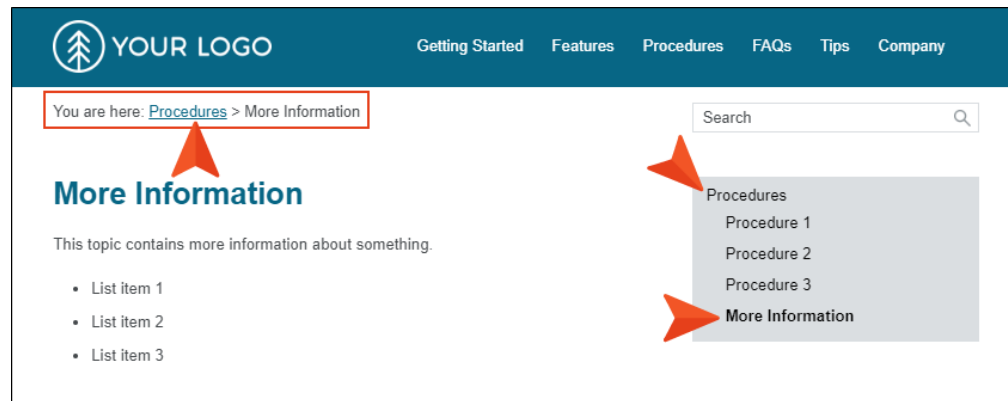 YOUR LOGO
Getting Started Features Procedures FAQs Tips Company
You are here: Procedures > More Information
Search
More Information
This topic contains more information about something.
• List item 1
• List item 2
• List item 3
Procedures
Procedure 1
Procedure 2
Procedure 3
More Information